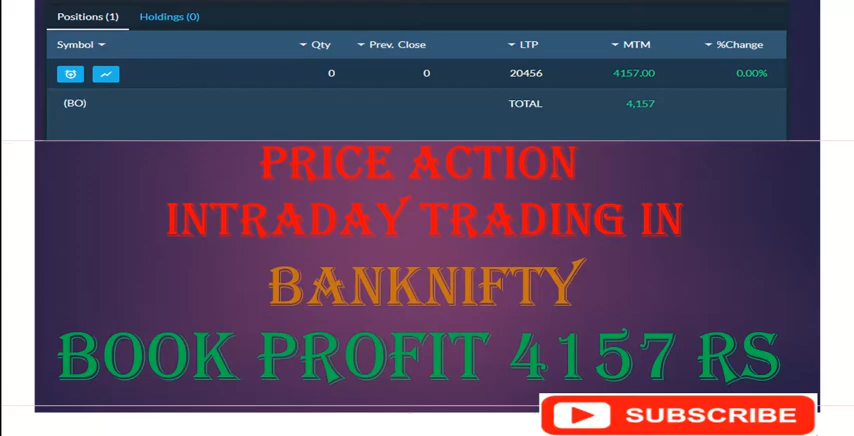 Positions (1) Holdings (0)
Symbol Qty Prev. Close LTP MTM %Change
0 0 20456 4157.00 0.00%
(BO) TOTAL 4,157
PRICE ACTION
INTRADAY TRADING IN
BANKNIFTY
BOOK PROFIT 4157 RS
SUBSCRIBE